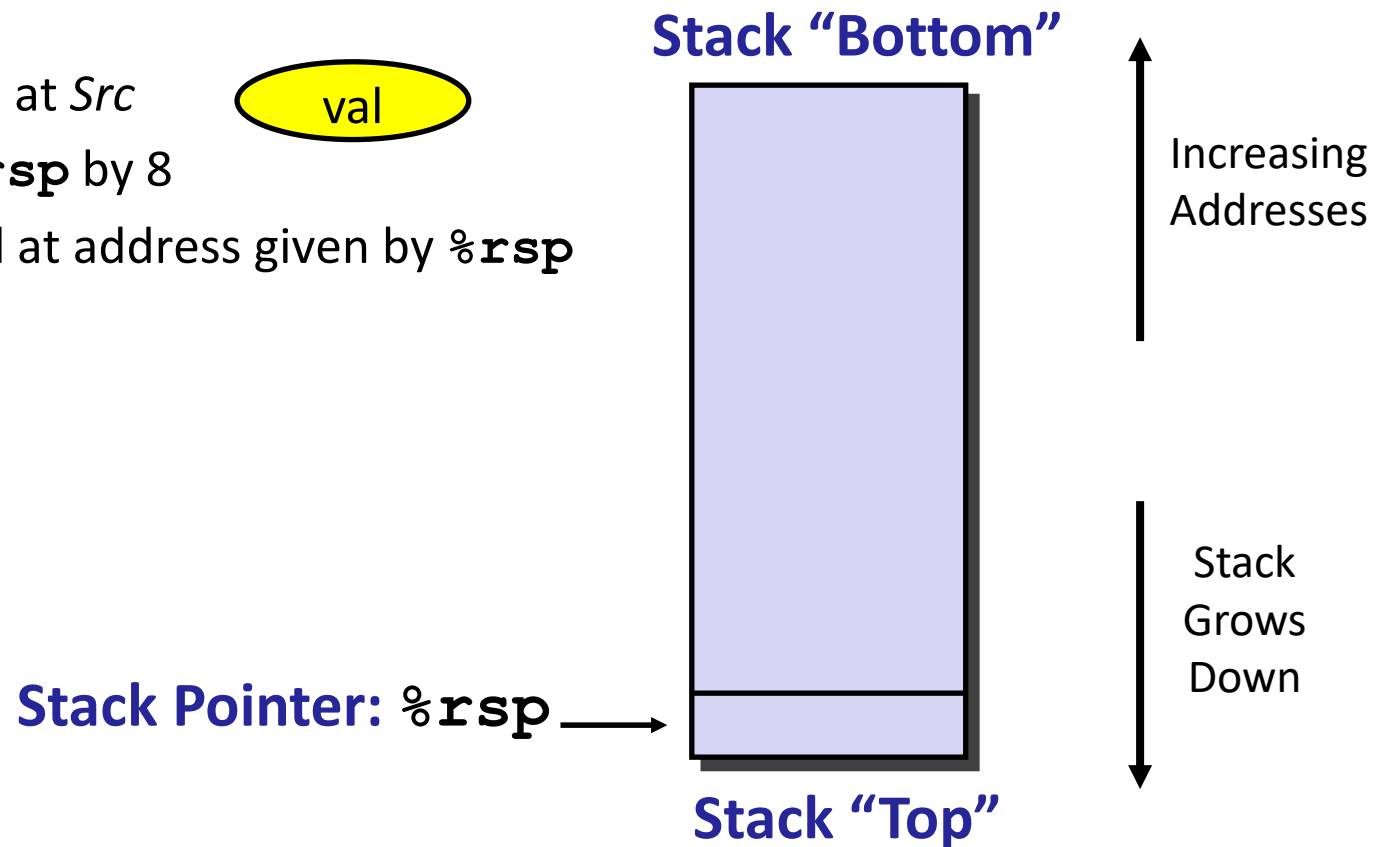 Stack “Bottom”
at Src
val
rsp by 8
at address given by %rsp
Increasing
Addresses
Stack
Grows
Down
Stack Pointer: %rsp
Stack “Top”